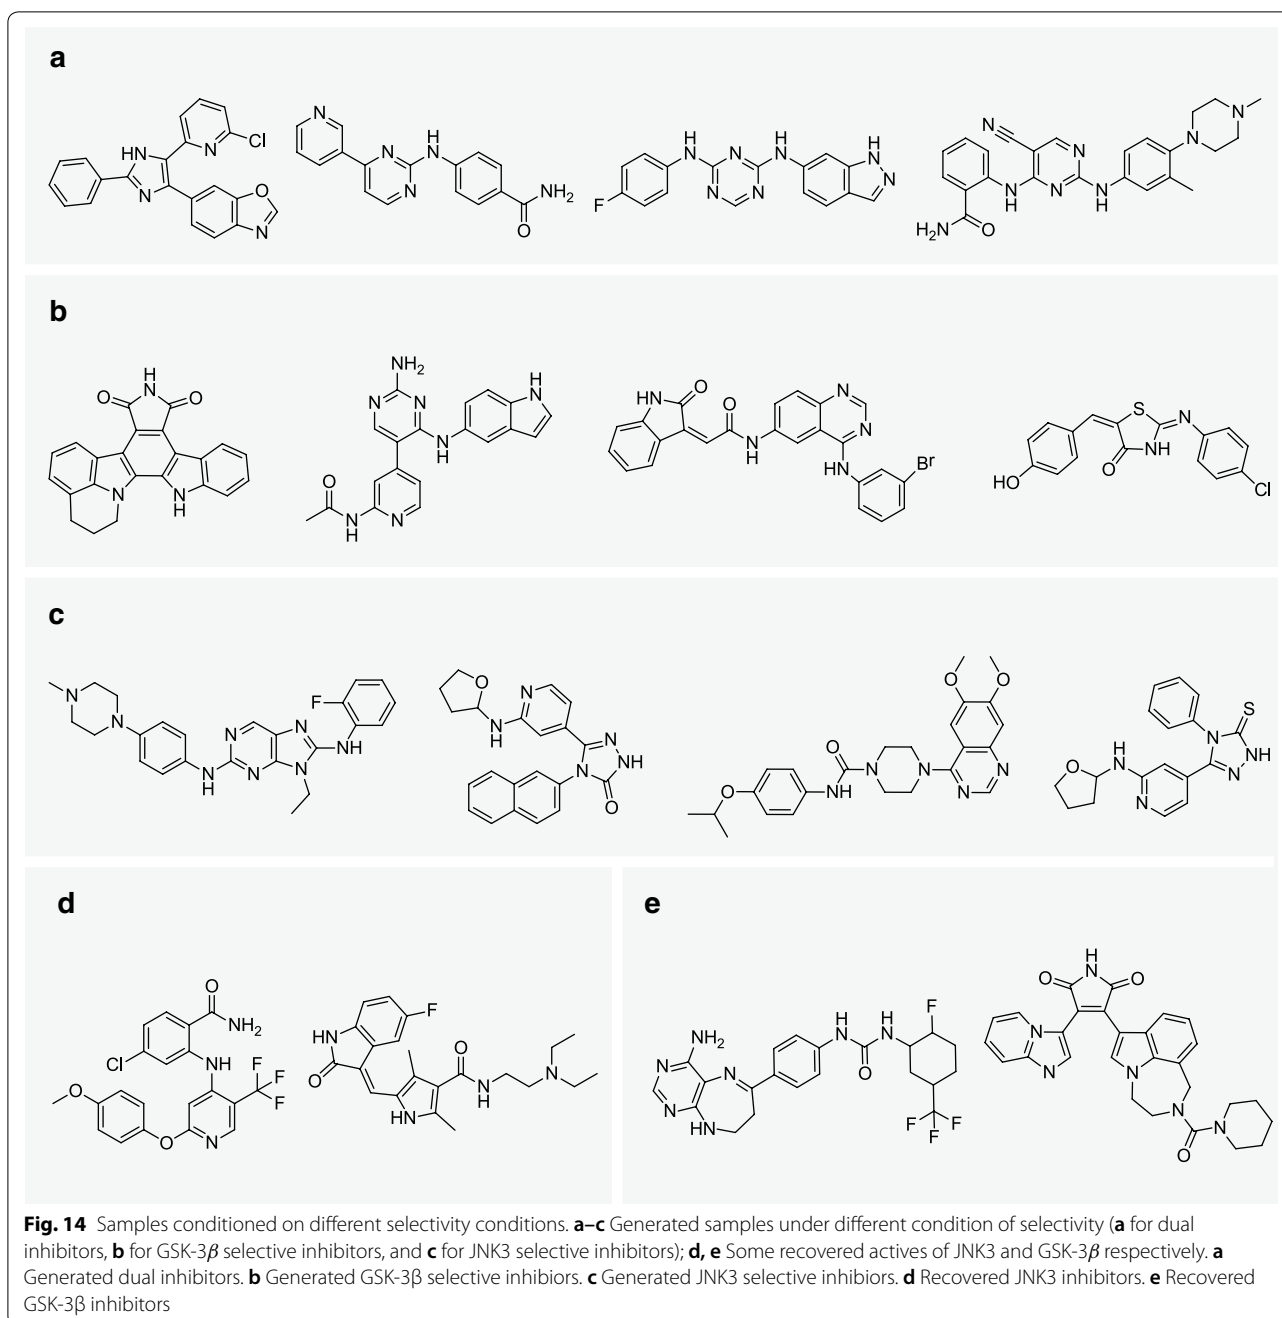 a
HN
N
N
Cl
O
N
N
N
N
H
N
NH2
O
F
H
N
N
N
N
H
N
H
N
N
N
N
N
N
H
N
N
H
N
N
H2N
O
b
H
N
O
O
N
N
H
NH2
N
N
N
H
H
N
O
N
H
N
HN
O
O
N
H
N
N
HN
Br
HO
S
O
NH
N
Cl
c
N
N
N
H
N
N
N
N
NH
F
O
N
H
N
N
NH
N
O
O
O
O
N
N
N
N
O
NH
O
O
H
N
N
N
S
NH
N
d
O
NH2
Cl
NH
O
O
N
F
F
F
F
HN
O
N
H
O
N
H
N
e
NH2
N
N
N
HN
H
N
O
H
N
F
F
F
F
H
N
O
O
N
N
N
N
O
N
Fig. 14 Samples conditioned on different selectivity conditions. a–c Generated samples under different condition of selectivity (a for dual
inhibitors, b for GSK-3β selective inhibitors, and c for JNK3 selective inhibitors); d, e Some recovered actives of JNK3 and GSK-3β respectively. a
Generated dual inhibitors. b Generated GSK-3β selective inhibiors. c Generated JNK3 selective inhibiors. d Recovered JNK3 inhibitors. e Recovered
GSK-3β inhibitors